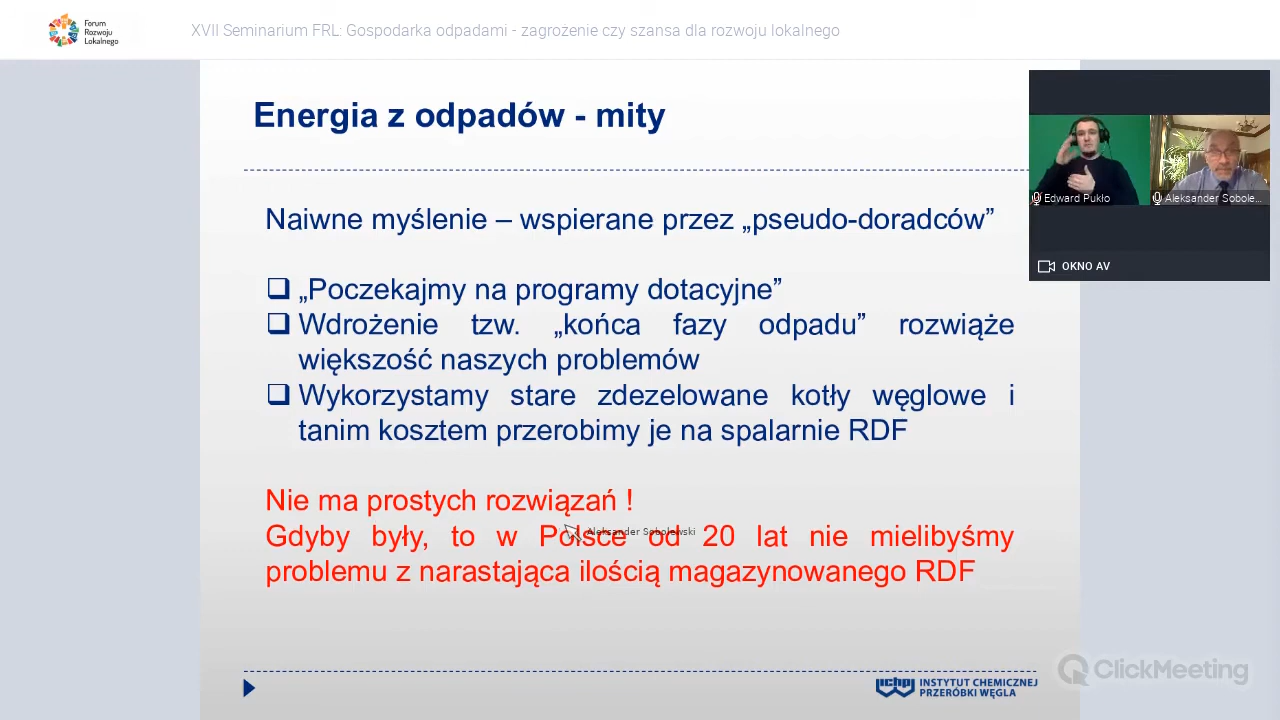 Forum
Rozwoju
Lokalnego
XVII Seminarium FRL: Gospodarka odpadami - zagrożenie czy szansa dla rozwoju lokalnego
Energia z odpadów - mity
Naiwne myślenie – wspierane przez „pseudo-doradców”
„Poczekajmy na programy dotacyjne”
Wdrożenie tzw. „końca fazy odpadu” rozwiąże
większość naszych problemów
Wykorzystamy stare zdezelowane kotły węglowe i
tanim kosztem przerobimy je na spalarnie RDF
Nie ma prostych rozwiązań !
Gdyby były, to w Polsce od 20 lat nie mielibyśmy
problemu z narastająca ilością magazynowanego RDF
Aleksander Sobolewski
Edward Pukło
Aleksander Sobole...
OKNO AV
ichpw
INSTYTUT CHEMICZNEJ
PRZERÓBKI WĘGLA
ClickMeeting